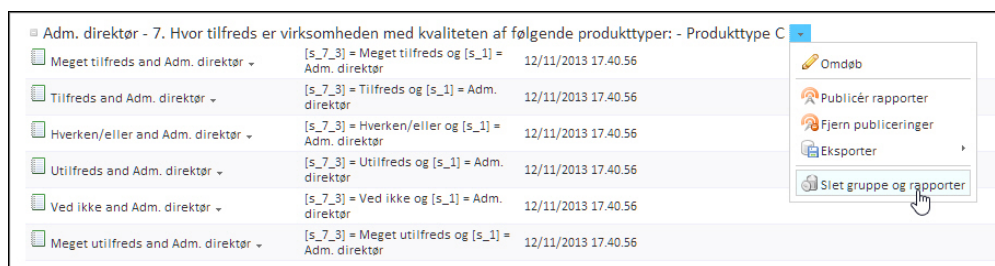 Adm. direktør - 7. Hvor tilfreds er virksomheden med kvaliteten af følgende produkttyper: - Produkttype C
Meget tilfreds and Adm. direktør
[s_7_3] = Meget tilfreds og [s_1] =
Adm. direktør
12/11/2013 17.40.56
Tilfreds and Adm. direktør
[s_7_3] = Tilfreds og [s_1] = Adm.
direktør
12/11/2013 17.40.56
Hverken/eller and Adm. direktør
[s_7_3] = Hverken/eller og [s_1] =
Adm. direktør
12/11/2013 17.40.56
Utilfreds and Adm. direktør
[s_7_3] = Utilfreds og [s_1] = Adm.
direktør
12/11/2013 17.40.56
Ved ikke and Adm. direktør
[s_7_3] = Ved ikke og [s_1] = Adm.
direktør
12/11/2013 17.40.56
Meget utilfreds and Adm. direktør
[s_7_3] = Meget utilfreds og [s_1] =
Adm. direktør
12/11/2013 17.40.56
Omdøb
Publicér rapporter
Fjern publiceringer
Eksporter
Slet gruppe og rapporter